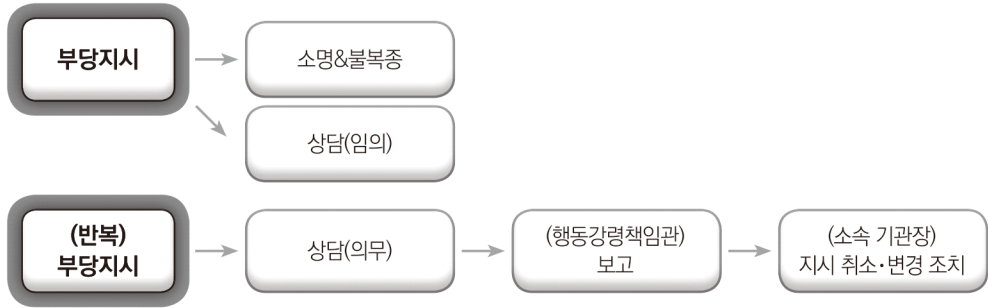 부당지시
소명&불복종
상담(임의)
(반복)
부당지시
상담(의무)
(행동강령책임관)
보고
(소속 기관장)
지시 취소·변경 조치